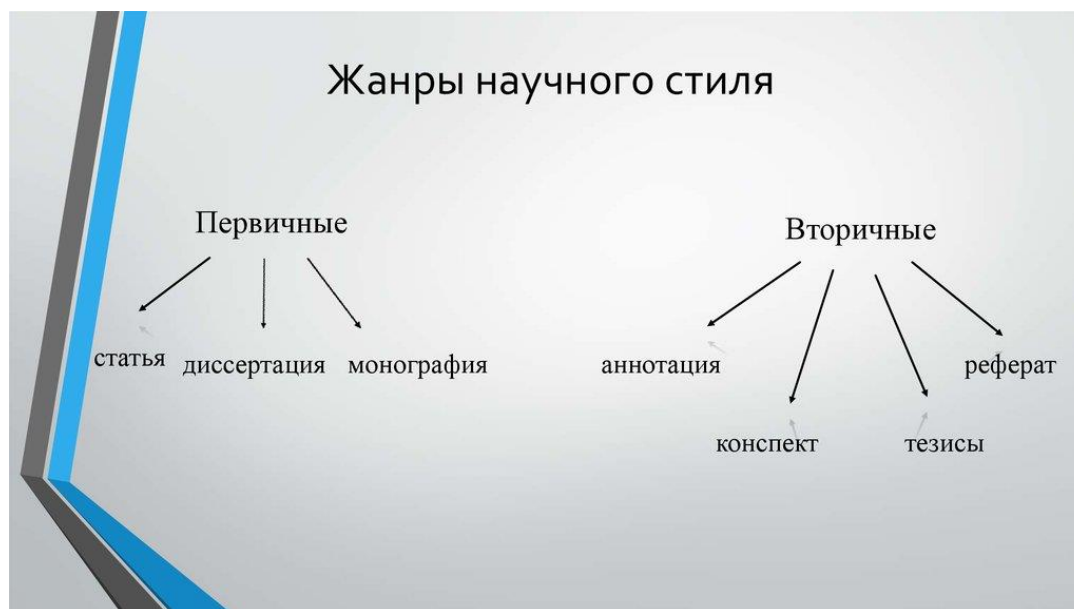 Жанры научного стиля
Первичные
Вторичные
статья
диссертация
монография
аннотация
реферат
конспект
тезисы